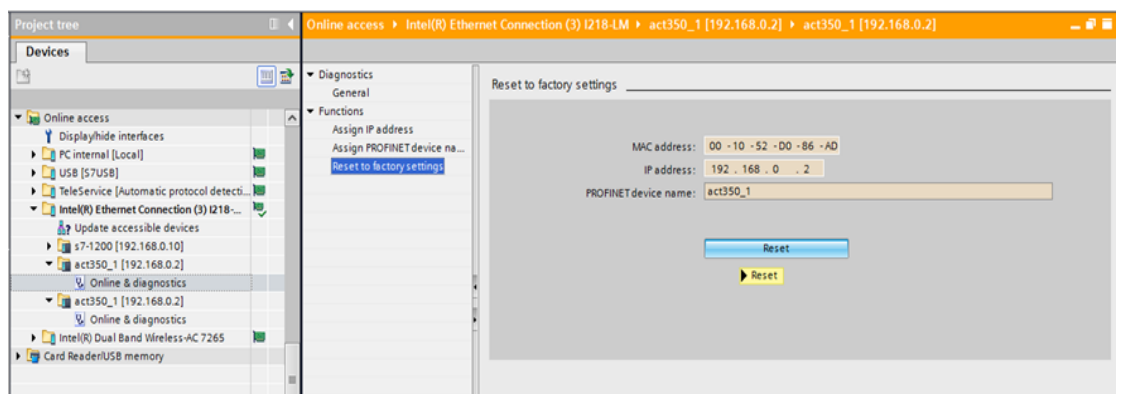 Project tree
Devices
Online access
Display/hide interfaces
PC internal [Local]
USB [S7USB]
TeleService [Automatic protocol detecti...
Intel(R) Ethernet Connection (3) I218-...
Update accessible devices
s7-1200 [192.168.0.10]
act350_1 [192.168.0.2]
Online & diagnostics
act350_1 [192.168.0.2]
Online & diagnostics
Intel(R) Dual Band Wireless-AC 7265
Card Reader/USB memory
Online access ▸ Intel(R) Ethernet Connection (3) I218-LM ▸ act350_1 [192.168.0.2] ▸ act350_1 [192.168.0.2]
Diagnostics
General
Functions
Assign IP address
Assign PROFINET device na...
Reset to factory settings
Reset to factory settings
MAC address: 00 - 10 - 52 - D0 - 86 - AD
IP address: 192 . 168 . 0 . 2
PROFINET device name: act350_1
Reset
Reset